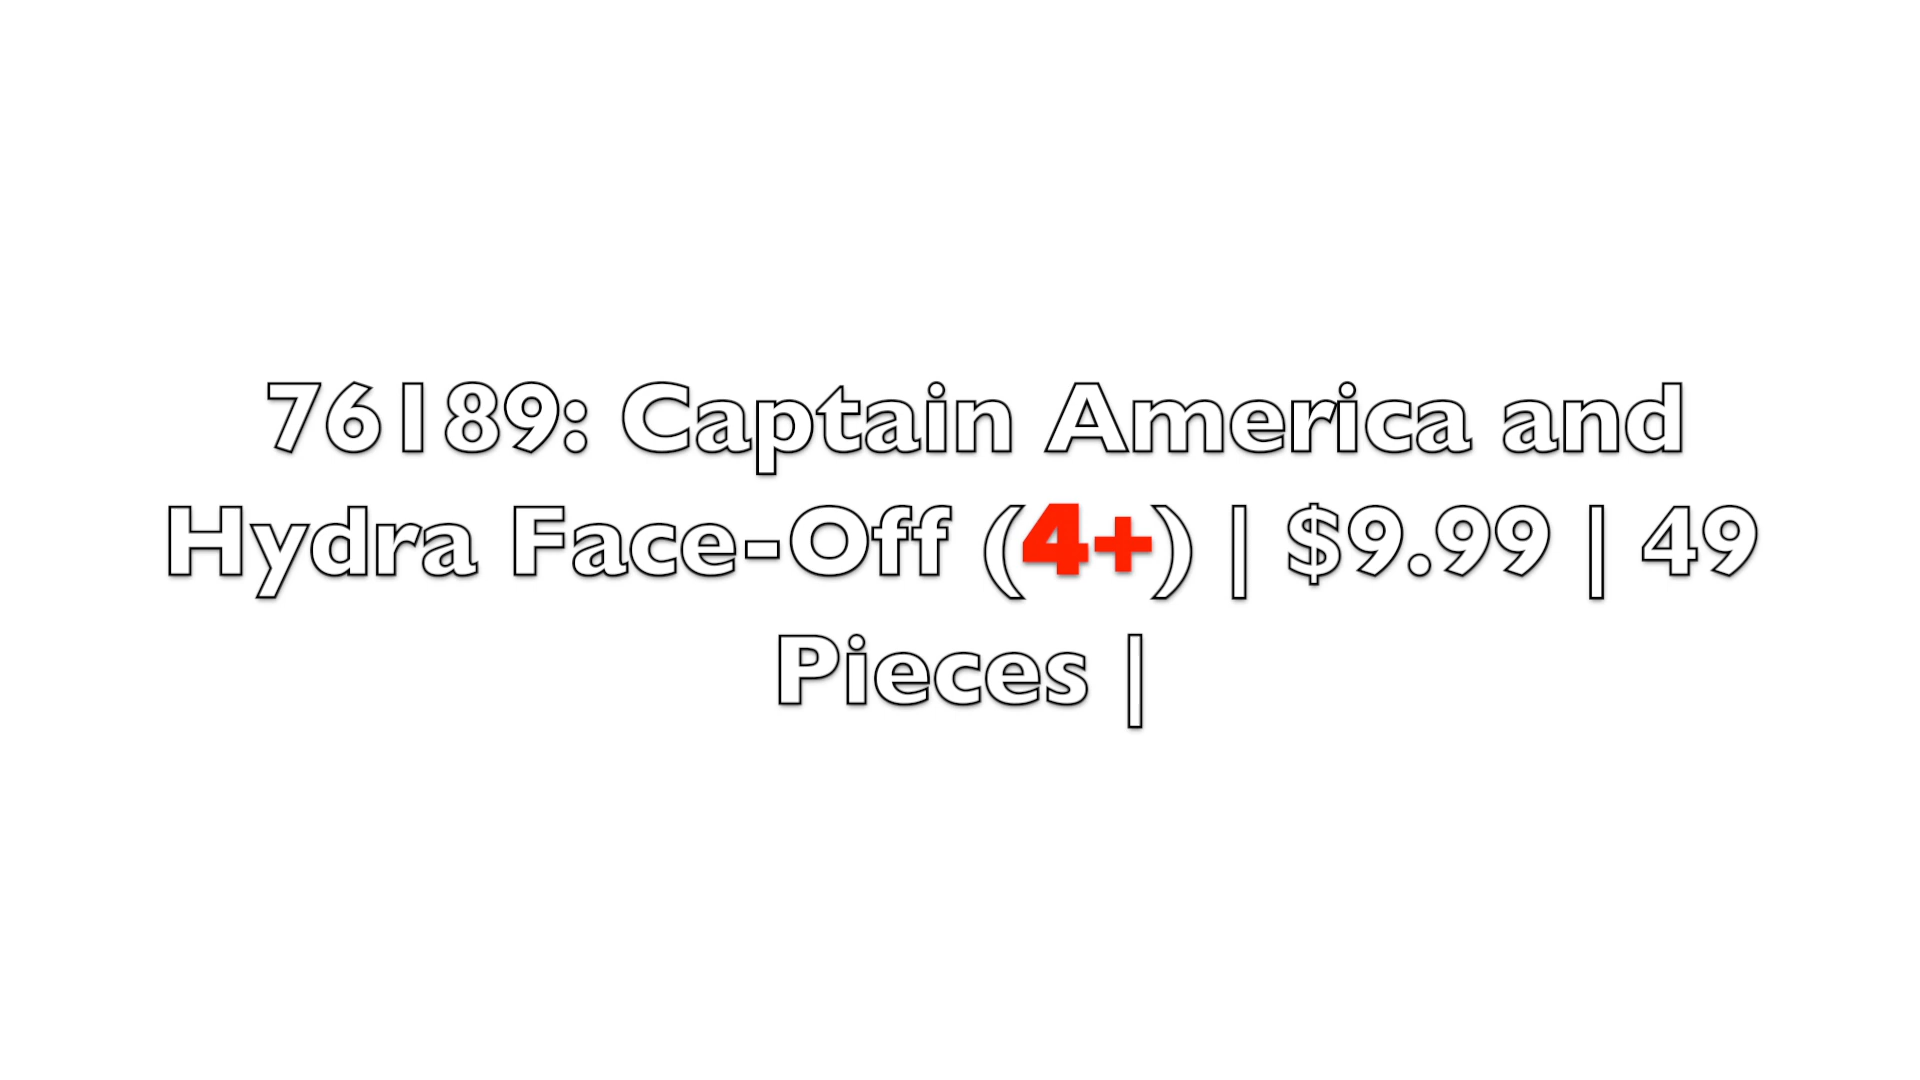 76189: Captain America and
Hydra Face-Off (4+) | $9.99 | 49
Pieces |